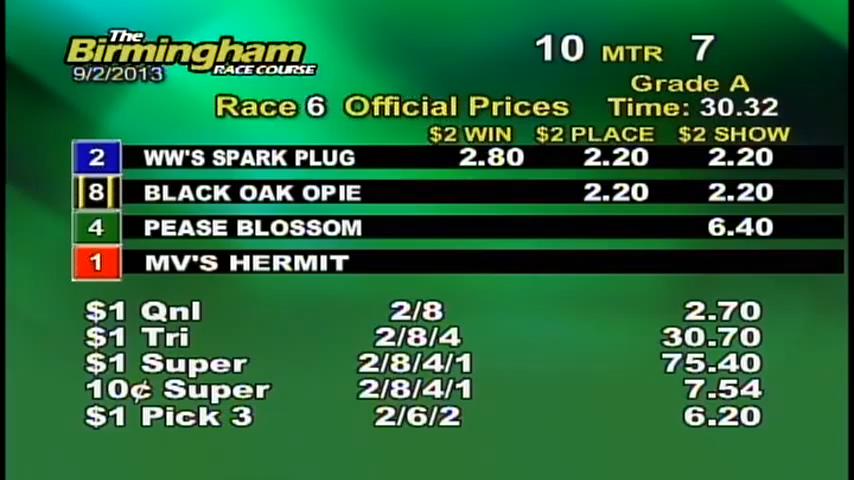 The
Birmingham
RACE COURSE
9/2/2013
10 MTR 7
Grade A
Race 6 Official Prices Time: 30.32
$2 WIN $2 PLACE $2 SHOW
2 WW'S SPARK PLUG 2.80 2.20 2.20
8 BLACK OAK OPIE 2.20 2.20
4 PEASE BLOSSOM 6.40
1 MV'S HERMIT
$1 Qnl 2/8 2.70
$1 Tri 2/8/4 30.70
$1 Super 2/8/4/1 75.40
10¢ Super 2/8/4/1 7.54
$1 Pick 3 2/6/2 6.20